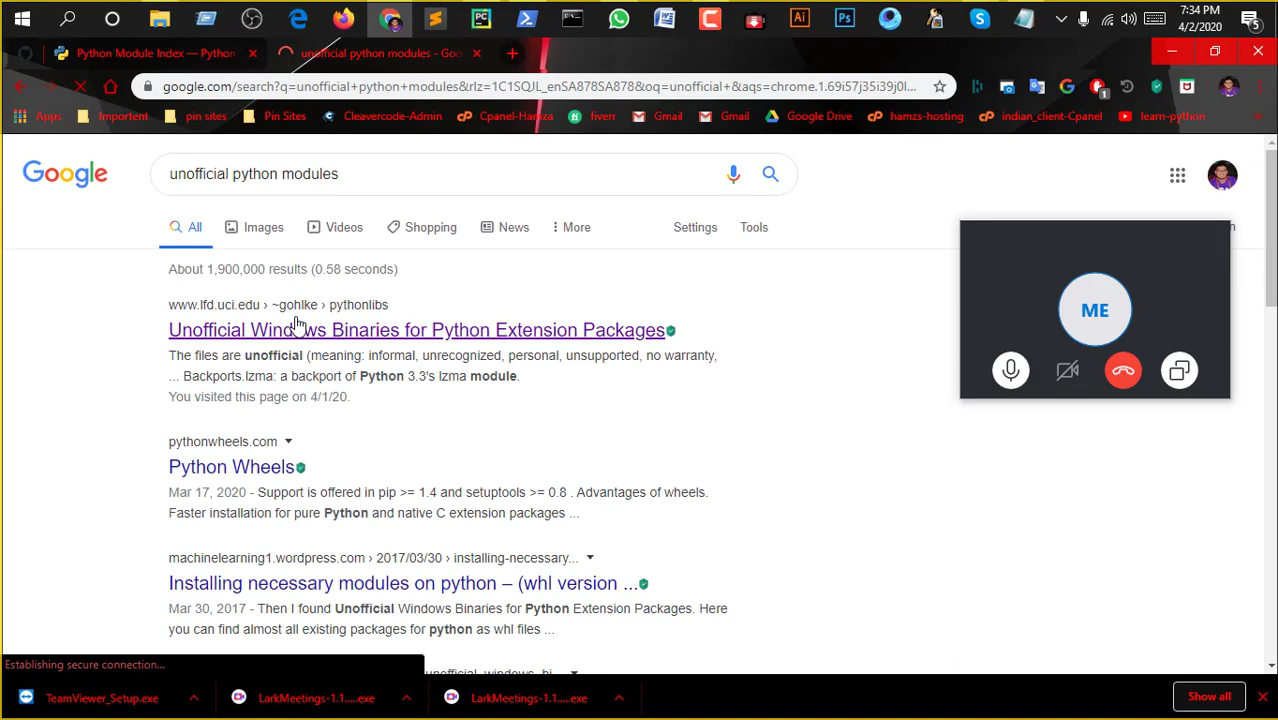 7:34 PM
4/2/2020
5
Python Module Index — Python
unofficial python modules - Goo
google.com/search?q=unofficial+python+modules&rlz=1C1SQJL_enSA878SA878&oq=unofficial+&aqs=chrome.1.69i57j35i39j0l...
1
Apps
Importent
pin sites
Pin Sites
Cleavercode-Admin
Cpanel-Hamza
fiverr
Gmail
Gmail
Google Drive
hamzs-hosting
indian_client-Cpanel
learn-python
Google
unofficial python modules
All
Images
Videos
Shopping
News
More
Settings
Tools
About 1,900,000 results (0.58 seconds)
www.lfd.uci.edu › ~gohlke › pythonlibs
Unofficial Windows Binaries for Python Extension Packages
The files are unofficial (meaning: informal, unrecognized, personal, unsupported, no warranty,
... Backports.lzma: a backport of Python 3.3's lzma module.
You visited this page on 4/1/20.
ME
pythonwheels.com
Python Wheels
Mar 17, 2020 - Support is offered in pip >= 1.4 and setuptools >= 0.8 . Advantages of wheels.
Faster installation for pure Python and native C extension packages ...
machinelearning1.wordpress.com › 2017/03/30 › installing-necessary...
Installing necessary modules on python – (whl version ...
Mar 30, 2017 - Then I found Unofficial Windows Binaries for Python Extension Packages. Here
you can find almost all existing packages for python as whl files ...
Establishing secure connection...
TeamViewer_Setup.exe
LarkMeetings-1.1.....exe
LarkMeetings-1.1.....exe
Show all